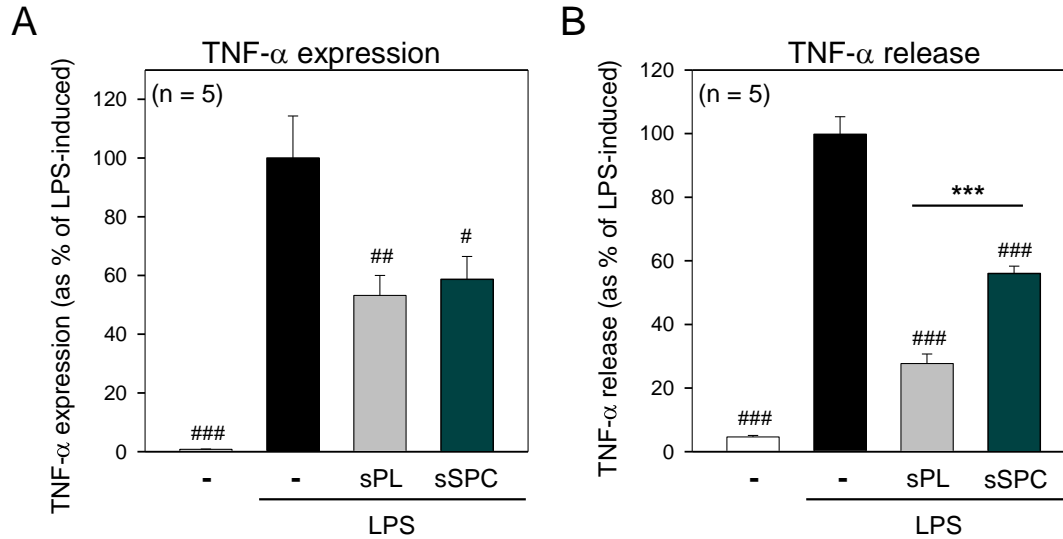 A
TNF-α expression
(n = 5)
TNF-α expression (as % of LPS-induced)
120
100
80
60
40
20
0
###
##
#
- - sPL sSPC
LPS
B
TNF-α release
(n = 5)
TNF-α release (as % of LPS-induced)
120
100
80
60
40
20
0
***
###
###
###
- - sPL sSPC
LPS